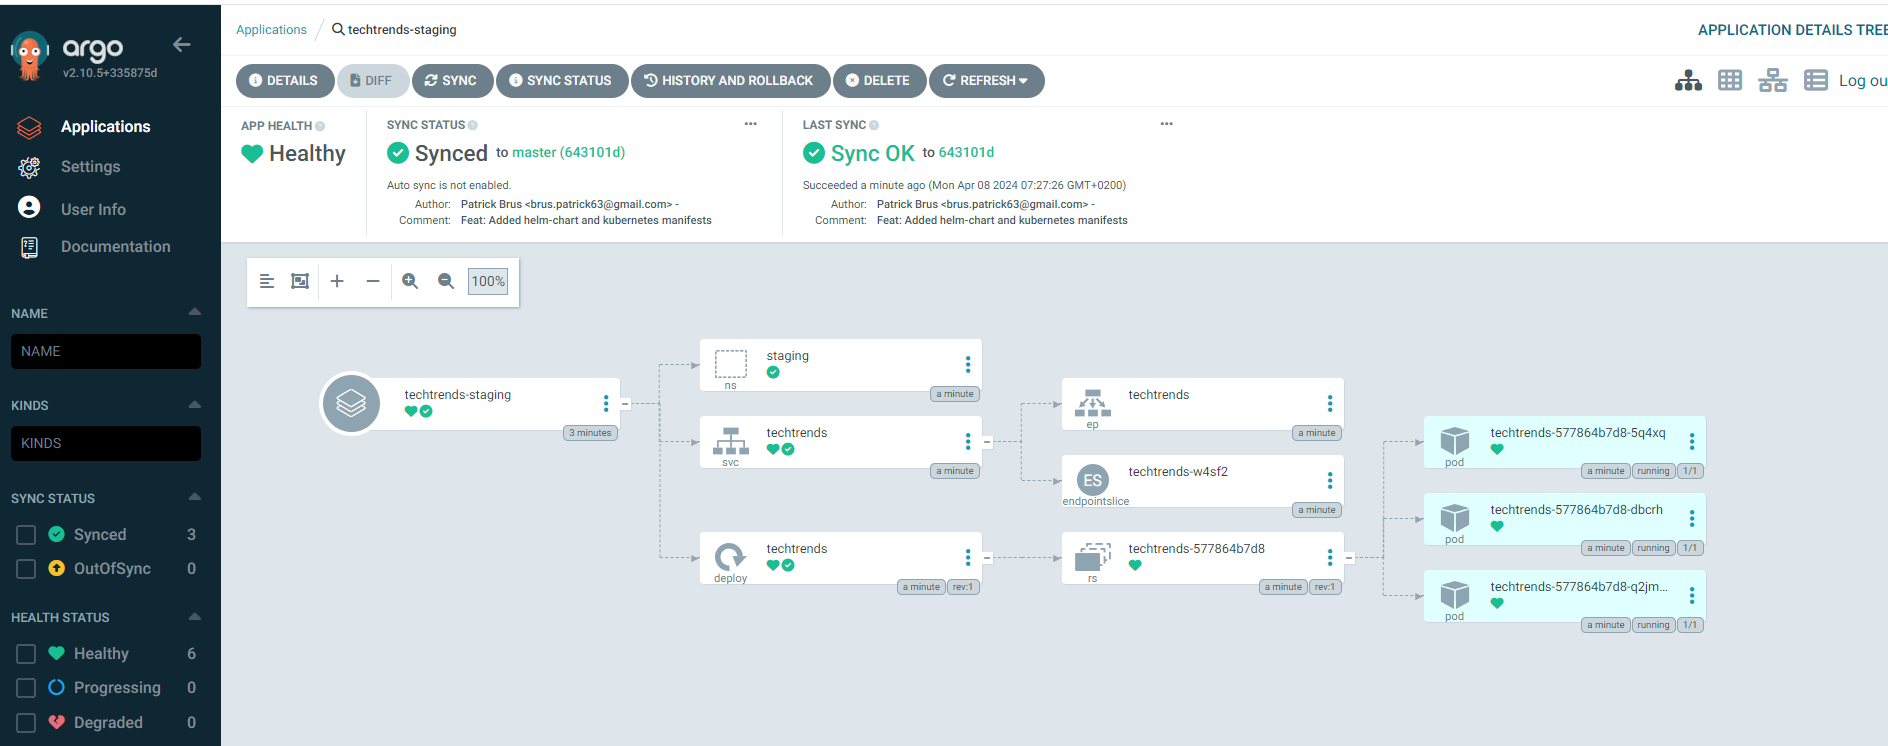 argo
v2.10.5+335875d
Applications
Settings
User Info
Documentation
NAME
NAME
KINDS
KINDS
SYNC STATUS
Synced 3
OutOfSync 0
HEALTH STATUS
Healthy 6
Progressing 0
Degraded 0
Applications / techtrends-staging
APPLICATION DETAILS TREE
DETAILS DIFF SYNC SYNC STATUS HISTORY AND ROLLBACK DELETE REFRESH
Log ou
APP HEALTH
Healthy
SYNC STATUS ...
Synced to master (643101d)
Auto sync is not enabled.
Author: Patrick Brus <brus.patrick63@gmail.com> -
Comment: Feat: Added helm-chart and kubernetes manifests
LAST SYNC ...
Sync OK to 643101d
Succeeded a minute ago (Mon Apr 08 2024 07:27:26 GMT+0200)
Author: Patrick Brus <brus.patrick63@gmail.com> -
Comment: Feat: Added helm-chart and kubernetes manifests
100%
techtrends-staging
3 minutes
staging
ns
a minute
techtrends
svc
a minute
techtrends
deploy
a minute rev:1
techtrends
ep
a minute
ES
techtrends-w4sf2
endpointslice
a minute
techtrends-577864b7d8
rs
a minute rev:1
techtrends-577864b7d8-5q4xq
pod
a minute running 1/1
techtrends-577864b7d8-dbcrh
pod
a minute running 1/1
techtrends-577864b7d8-q2jm...
pod
a minute running 1/1